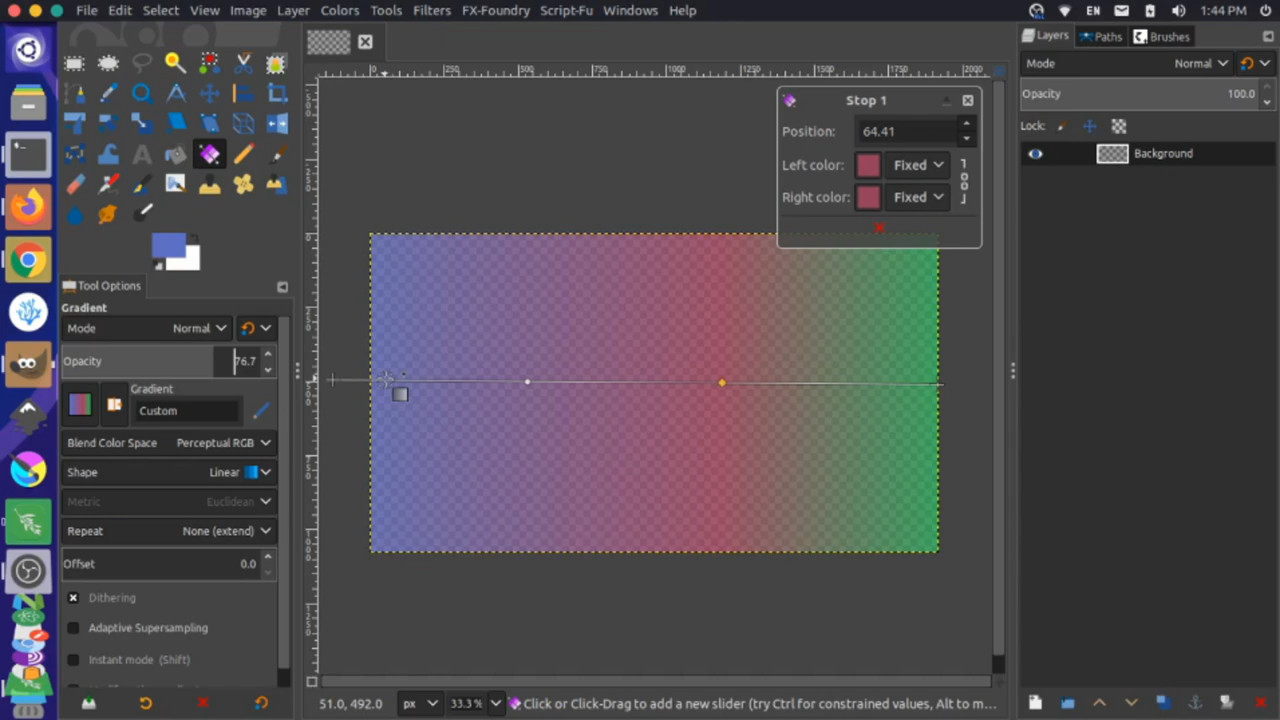 File Edit Select View Image Layer Colors Tools Filters FX-Foundry Script-Fu Windows Help EN 1:44 PM
Layers Paths Brushes
Mode Normal
Opacity 100.0
Lock:
Background
0 250 500 750 1000 1250 1500 1750 2000
Stop 1
Position: 64.41
Left color: Fixed
Right color: Fixed
Tool Options
Gradient
Mode Normal
Opacity 76.7
Gradient
Custom
Blend Color Space Perceptual RGB
Shape Linear
Metric Euclidean
Repeat None (extend)
Offset 0.0
Dithering
Adaptive Supersampling
Instant mode (Shift)
51.0, 492.0 px 33.3 % Click or Click-Drag to add a new slider (try Ctrl for constrained values, Alt to m...